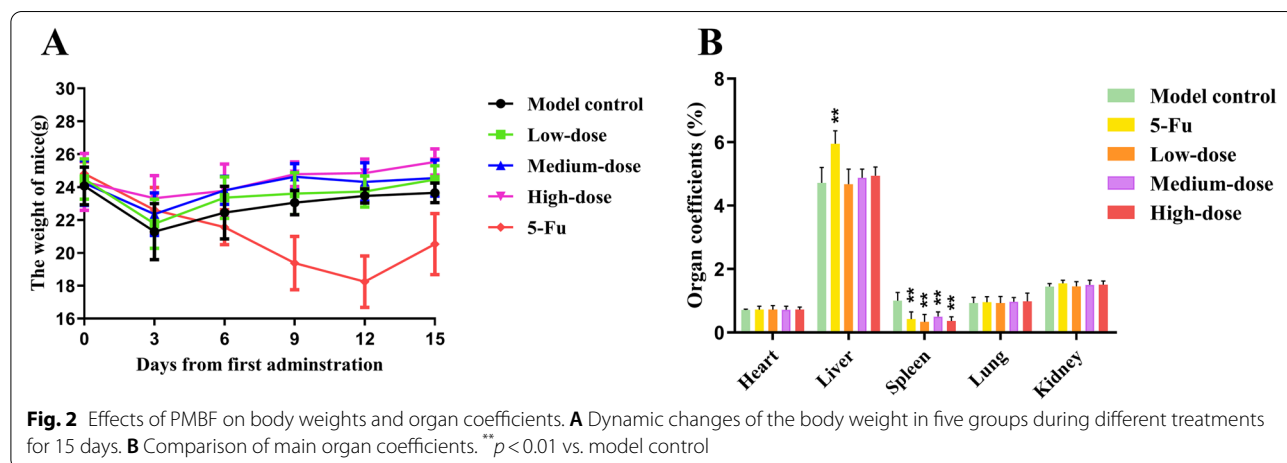 A
The weight of mice(g)
30
28
26
24
22
20
18
16
0
3
6
9
12
15
Days from first adminstration
Model control
Low-dose
Medium-dose
High-dose
5-Fu
B
Organ coefficients (%)
8
6
4
2
0
**
**
**
**
**
Heart
Liver
Spleen
Lung
Kidney
Model control
5-Fu
Low-dose
Medium-dose
High-dose
Fig. 2 Effects of PMBF on body weights and organ coefficients. A Dynamic changes of the body weight in five groups during different treatments
for 15 days. B Comparison of main organ coefficients. **p < 0.01 vs. model control